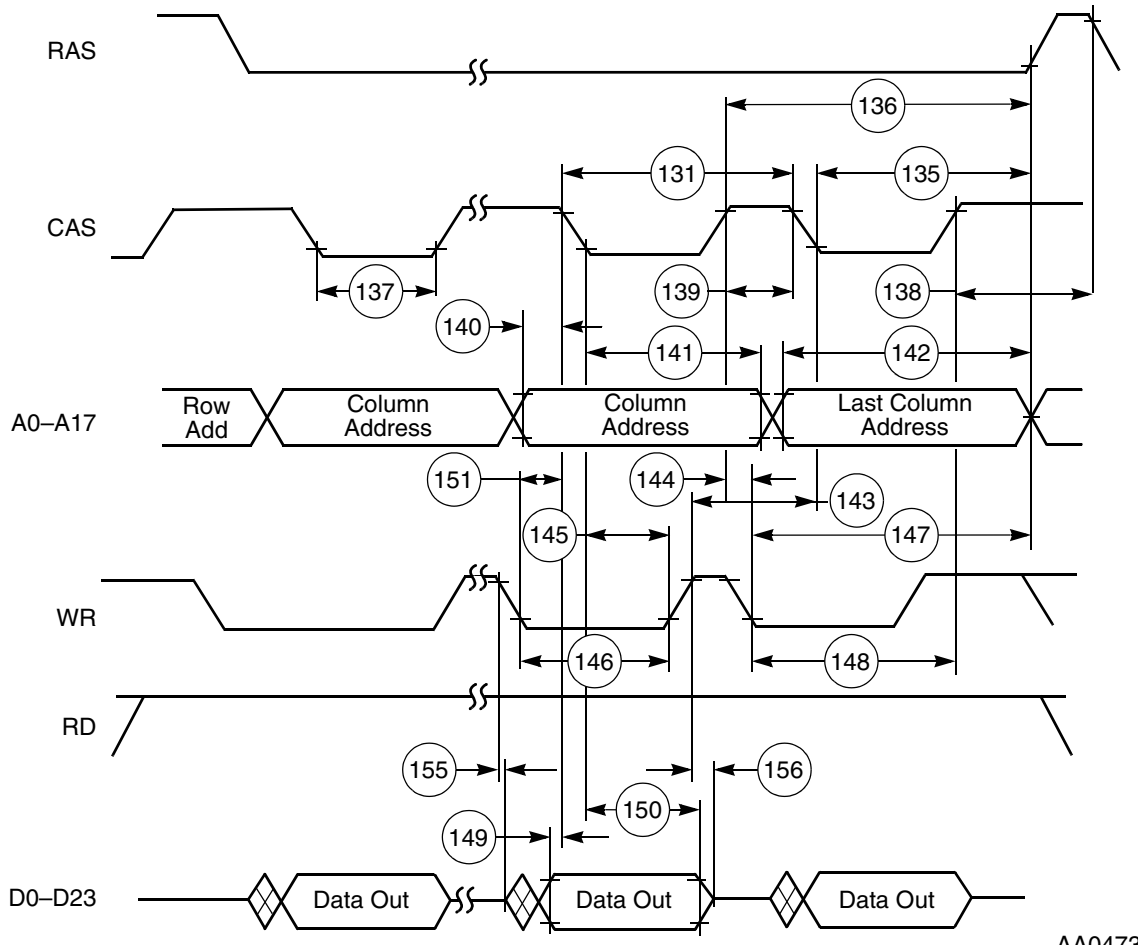 RAS
136
131
135
CAS
137
139
138
140
141
142
A0–A17
Row
Add
Column
Address
Column
Address
Last Column
Address
151
144
143
145
147
WR
146
148
RD
155
156
150
149
D0–D23
Data Out
Data Out
Data Out